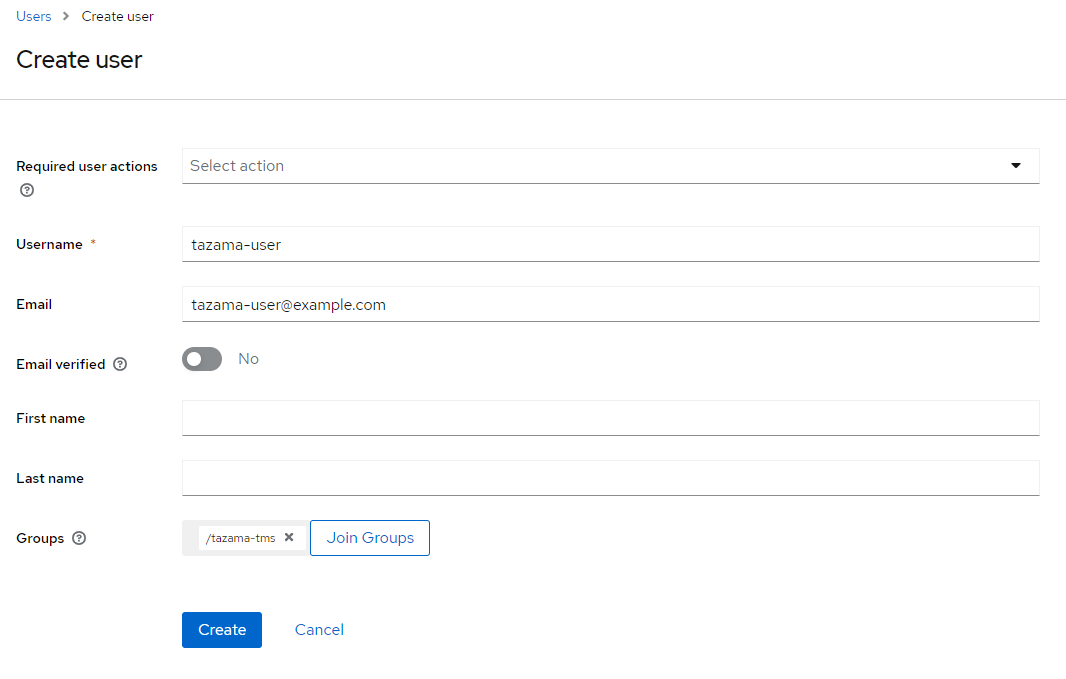 Users > Create user
Create user
Required user actions
Select action
Username *
tazama-user
Email
tazama-user@example.com
Email verified
No
First name
Last name
Groups
/tazama-tms
Join Groups
Create
Cancel